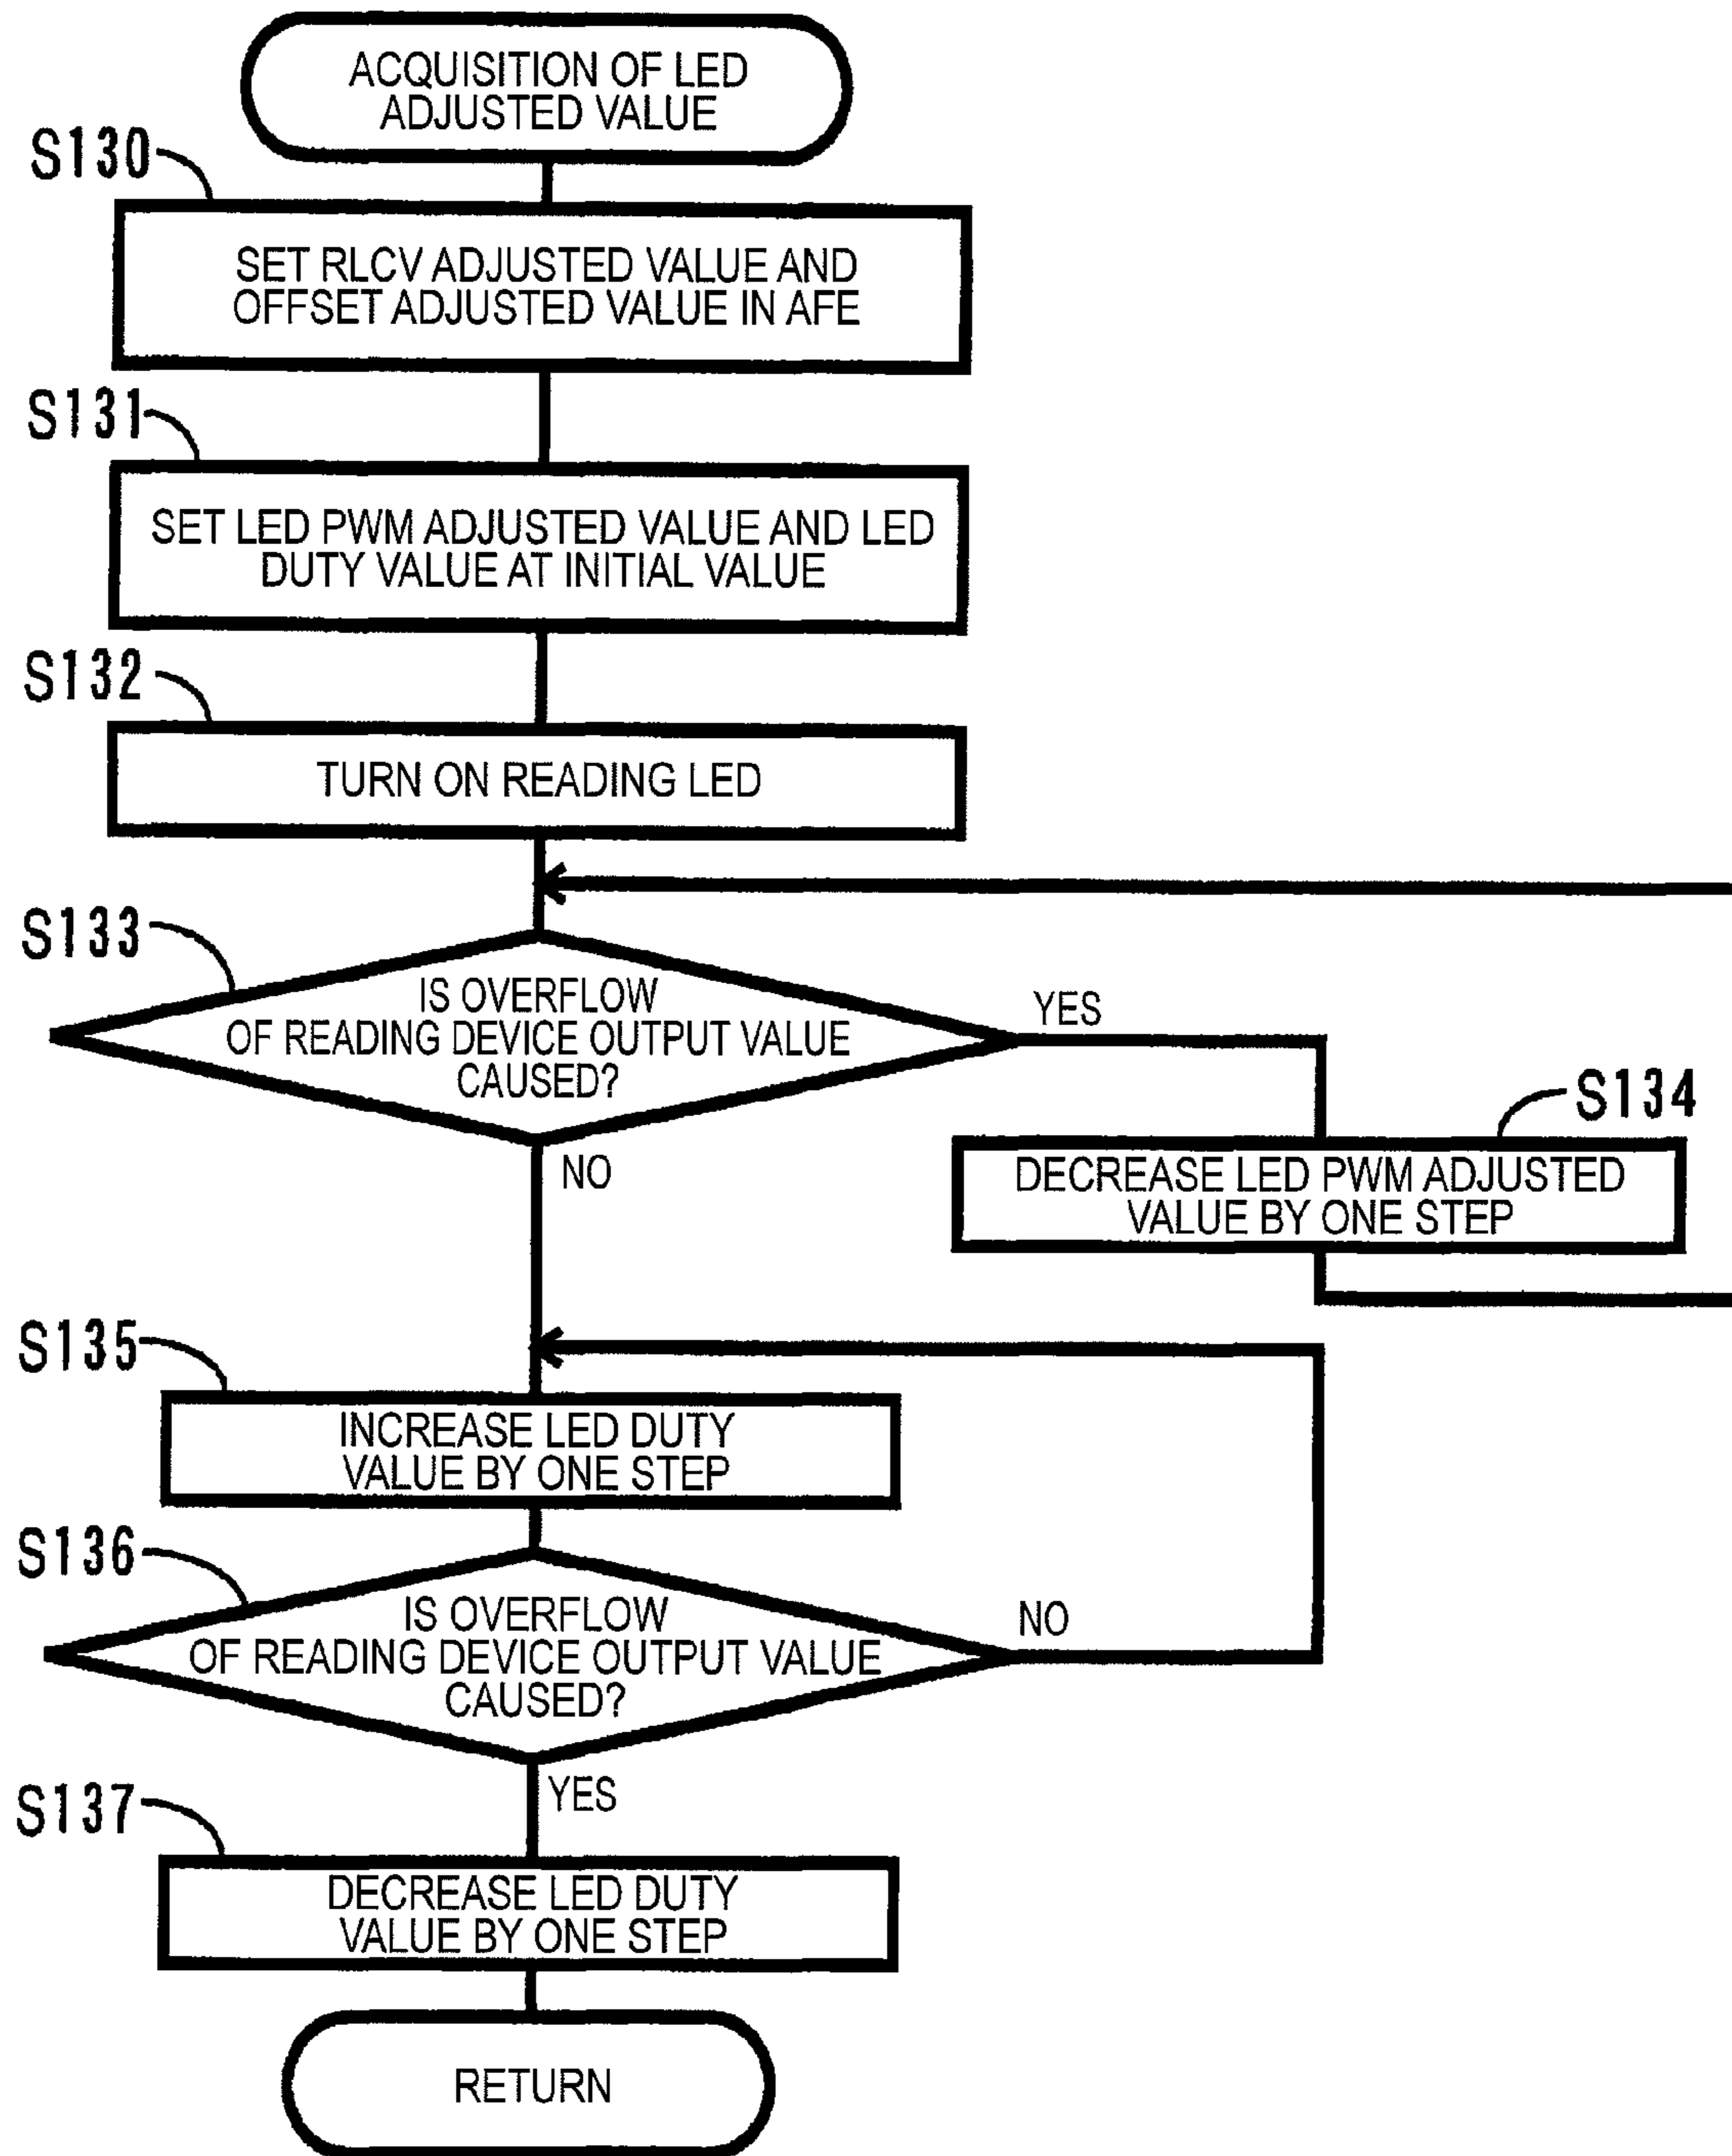 ACQUISITION OF LED
ADJUSTED VALUE
S130
SET RLCV ADJUSTED VALUE AND
OFFSET ADJUSTED VALUE IN AFE
S131
SET LED PWM ADJUSTED VALUE AND LED
DUTY VALUE AT INITIAL VALUE
S132
TURN ON READING LED
S133
IS OVERFLOW
OF READING DEVICE OUTPUT VALUE
CAUSED?
YES
NO
S134
DECREASE LED PWM ADJUSTED
VALUE BY ONE STEP
S135
INCREASE LED DUTY
VALUE BY ONE STEP
S136
IS OVERFLOW
OF READING DEVICE OUTPUT VALUE
CAUSED?
NO
YES
S137
DECREASE LED DUTY
VALUE BY ONE STEP
RETURN